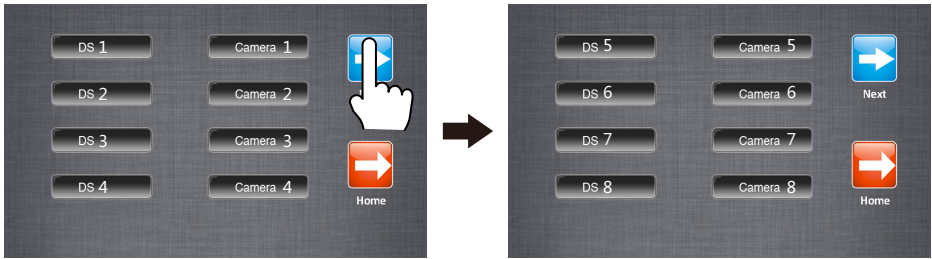 DS 1 Camera 1
DS 2 Camera 2
DS 3 Camera 3
DS 4 Camera 4
Home
DS 5 Camera 5
DS 6 Camera 6
Next
DS 7 Camera 7
DS 8 Camera 8
Home